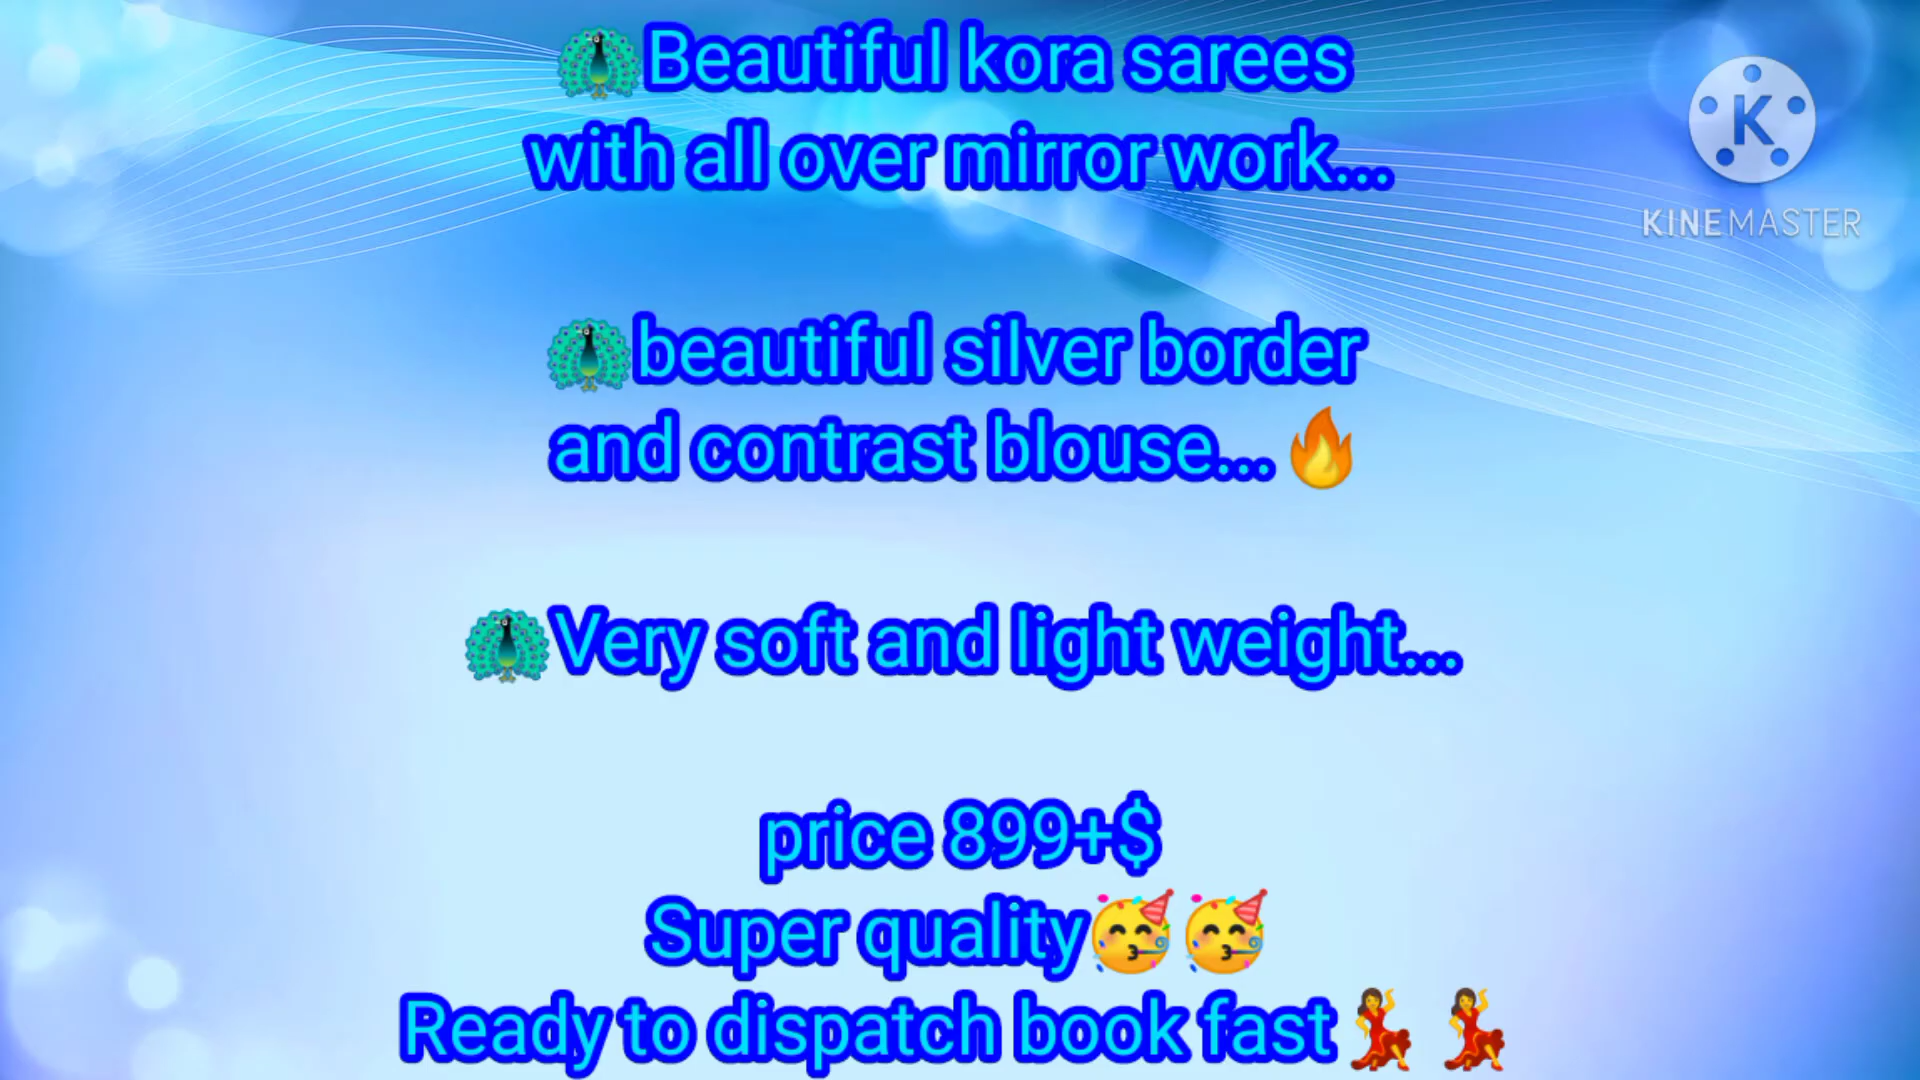 🦚Beautiful kora sarees
with all over mirror work...
🦚beautiful silver border
and contrast blouse...🔥
🦚Very soft and light weight...
price 899+$
Super quality🥳🥳
Ready to dispatch book fast💃💃
K
KINEMASTER